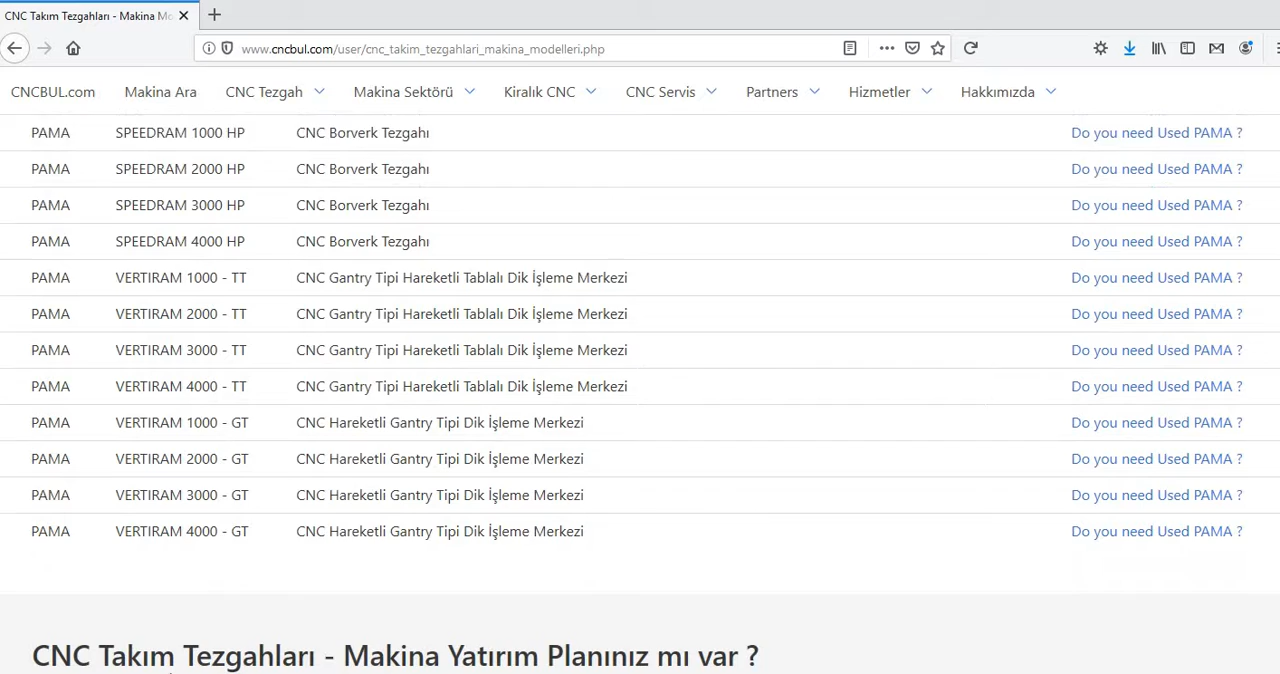 CNC Takım Tezgahları - Makina Mo
www.cncbul.com/user/cnc_takim_tezgahlari_makina_modelleri.php
CNCBUL.com Makina Ara CNC Tezgah Makina Sektörü Kiralık CNC CNC Servis Partners Hizmetler Hakkımızda
PAMA SPEEDRAM 1000 HP CNC Borverk Tezgahı Do you need Used PAMA ?
PAMA SPEEDRAM 2000 HP CNC Borverk Tezgahı Do you need Used PAMA ?
PAMA SPEEDRAM 3000 HP CNC Borverk Tezgahı Do you need Used PAMA ?
PAMA SPEEDRAM 4000 HP CNC Borverk Tezgahı Do you need Used PAMA ?
PAMA VERTIRAM 1000 - TT CNC Gantry Tipi Hareketli Tablalı Dik İşleme Merkezi Do you need Used PAMA ?
PAMA VERTIRAM 2000 - TT CNC Gantry Tipi Hareketli Tablalı Dik İşleme Merkezi Do you need Used PAMA ?
PAMA VERTIRAM 3000 - TT CNC Gantry Tipi Hareketli Tablalı Dik İşleme Merkezi Do you need Used PAMA ?
PAMA VERTIRAM 4000 - TT CNC Gantry Tipi Hareketli Tablalı Dik İşleme Merkezi Do you need Used PAMA ?
PAMA VERTIRAM 1000 - GT CNC Hareketli Gantry Tipi Dik İşleme Merkezi Do you need Used PAMA ?
PAMA VERTIRAM 2000 - GT CNC Hareketli Gantry Tipi Dik İşleme Merkezi Do you need Used PAMA ?
PAMA VERTIRAM 3000 - GT CNC Hareketli Gantry Tipi Dik İşleme Merkezi Do you need Used PAMA ?
PAMA VERTIRAM 4000 - GT CNC Hareketli Gantry Tipi Dik İşleme Merkezi Do you need Used PAMA ?
CNC Takım Tezgahları - Makina Yatırım Planınız mı var ?